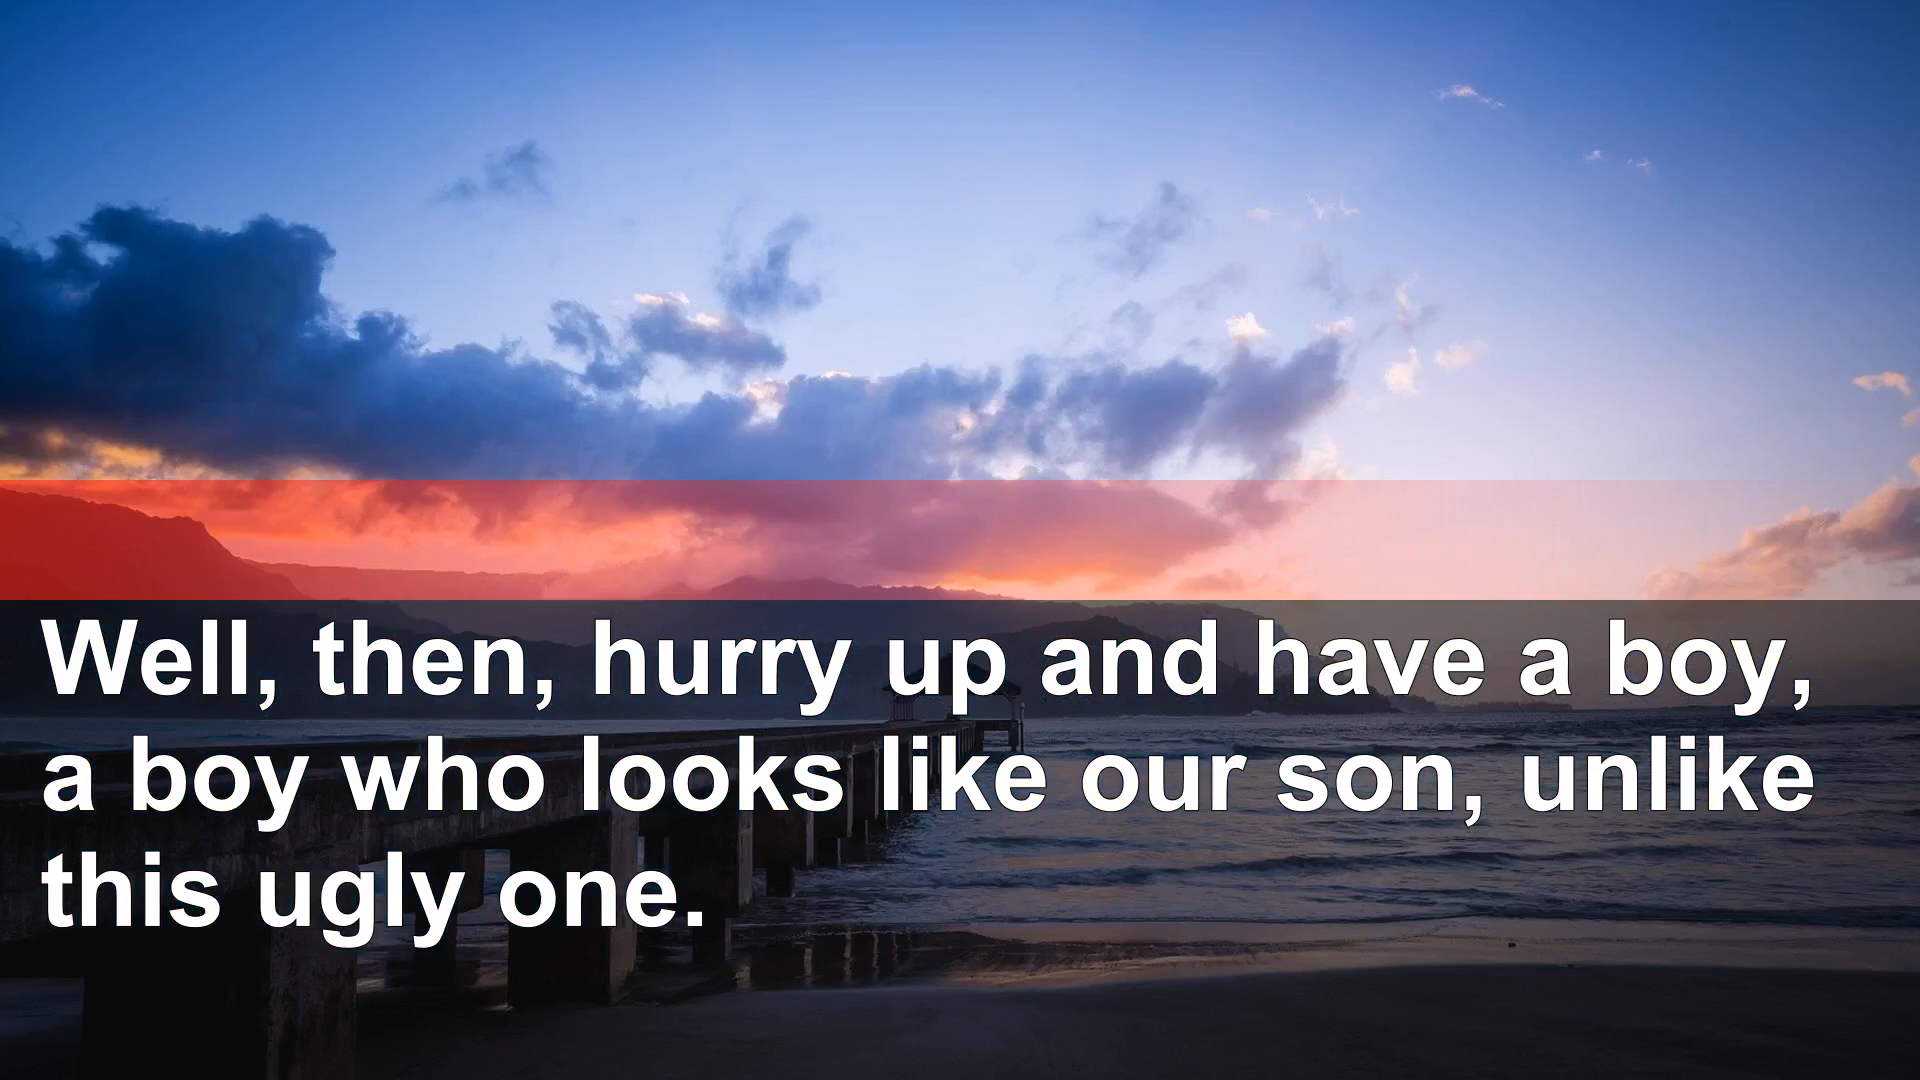 Well, then, hurry up and have a boy,
a boy who looks like our son, unlike
this ugly one.